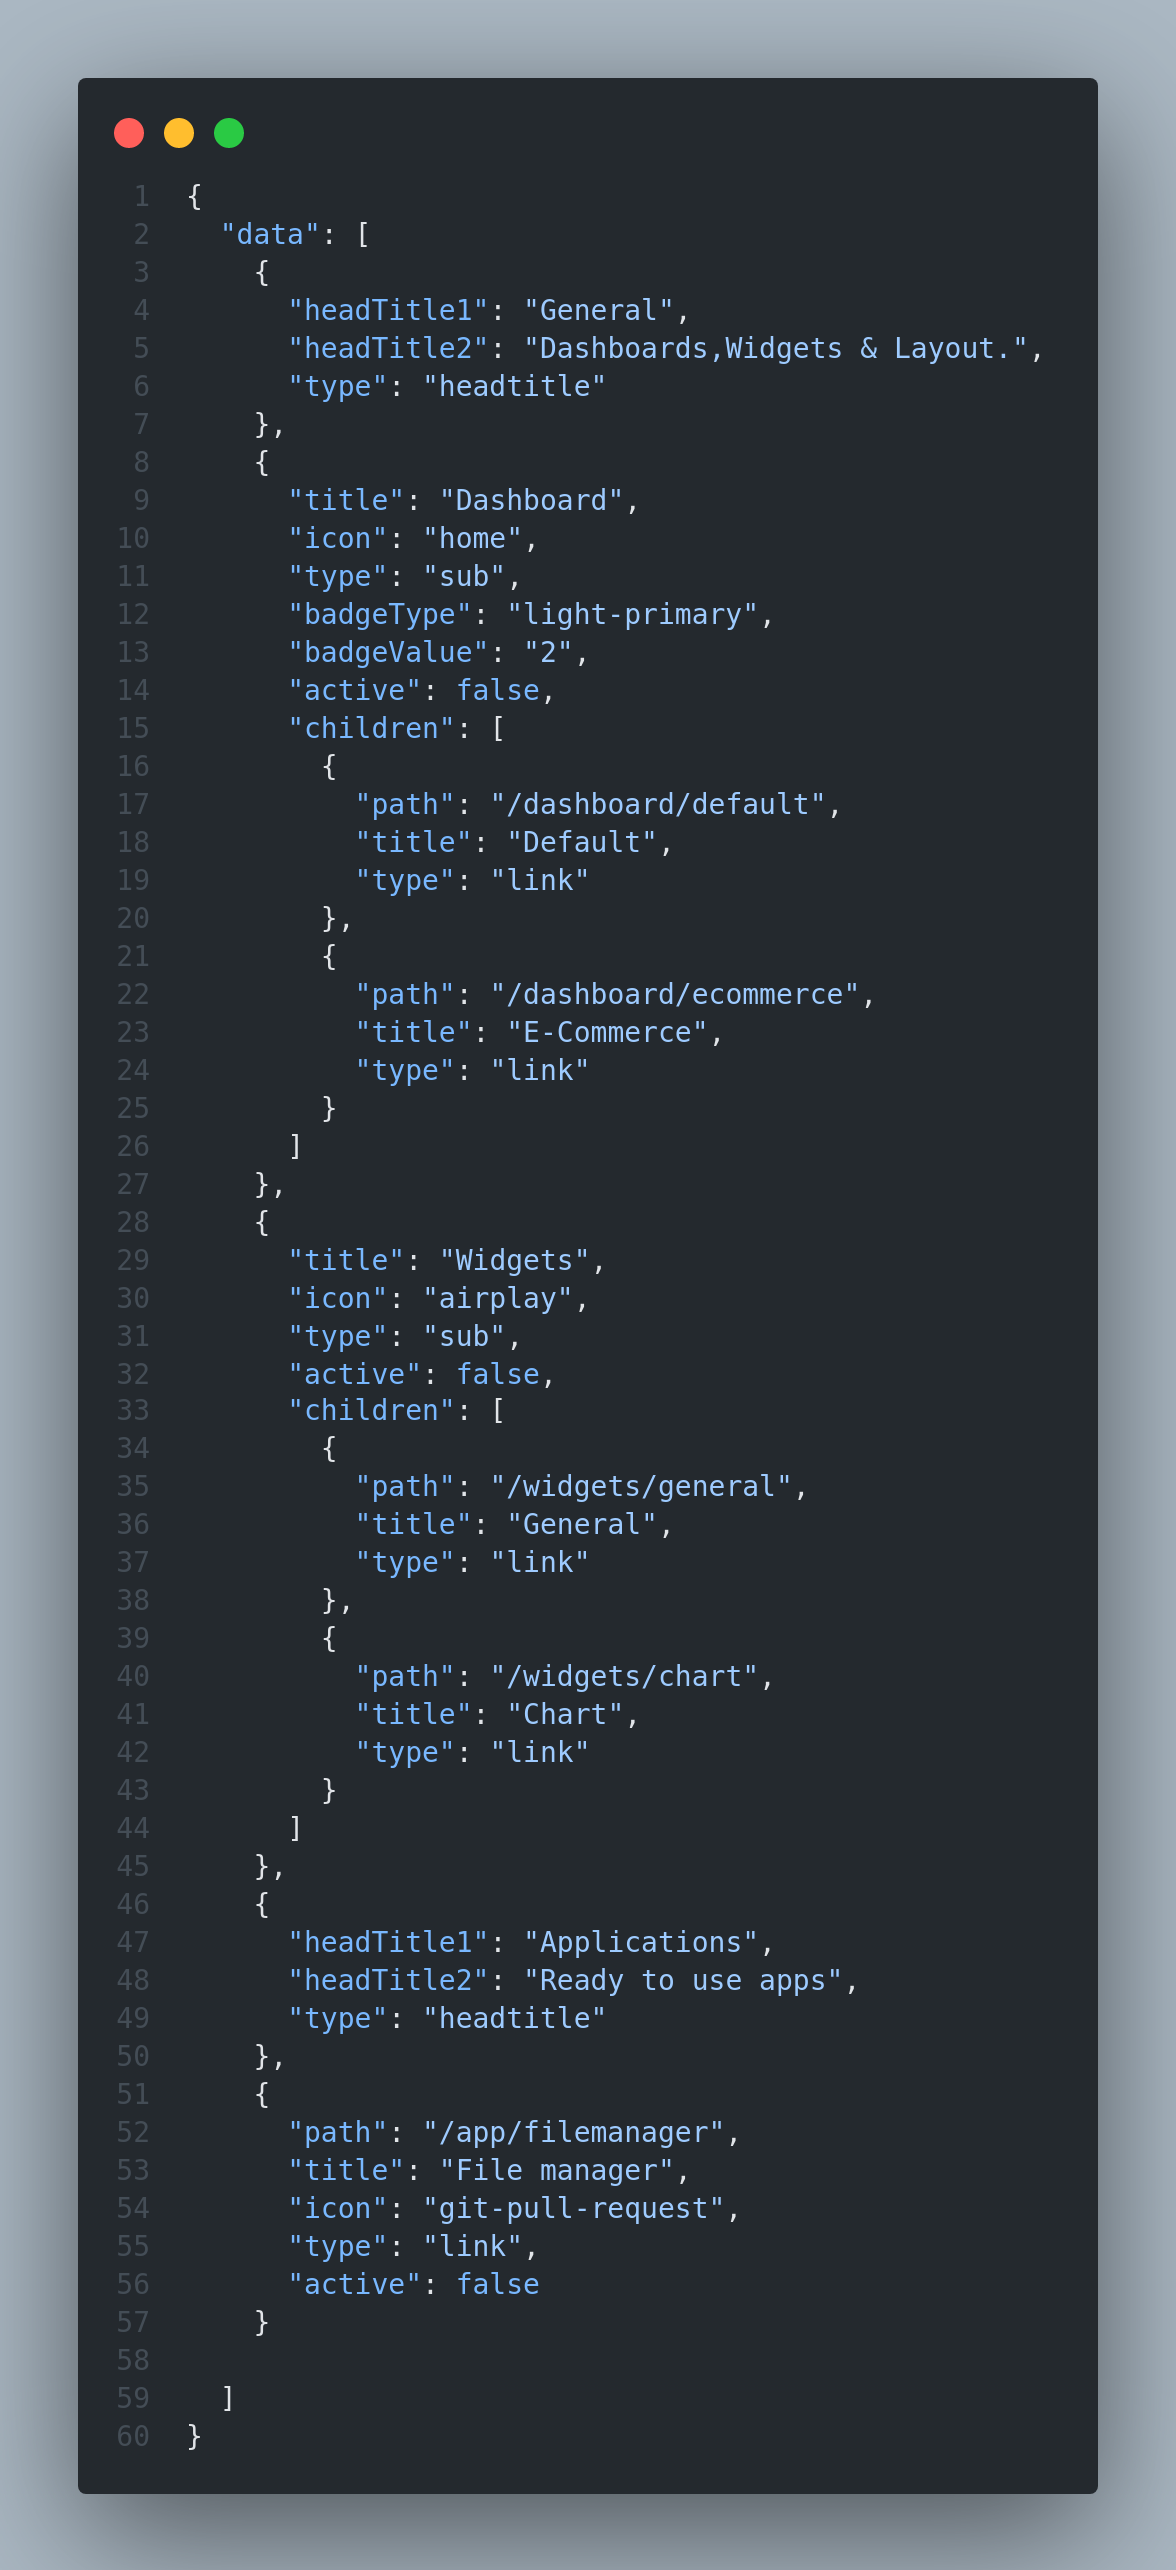 1 {
2   "data": [
3     {
4       "headTitle1": "General",
5       "headTitle2": "Dashboards,Widgets & Layout.",
6       "type": "headtitle"
7     },
8     {
9       "title": "Dashboard",
10       "icon": "home",
11       "type": "sub",
12       "badgeType": "light-primary",
13       "badgeValue": "2",
14       "active": false,
15       "children": [
16         {
17           "path": "/dashboard/default",
18           "title": "Default",
19           "type": "link"
20         },
21         {
22           "path": "/dashboard/ecommerce",
23           "title": "E-Commerce",
24           "type": "link"
25         }
26       ]
27     },
28     {
29       "title": "Widgets",
30       "icon": "airplay",
31       "type": "sub",
32       "active": false,
33       "children": [
34         {
35           "path": "/widgets/general",
36           "title": "General",
37           "type": "link"
38         },
39         {
40           "path": "/widgets/chart",
41           "title": "Chart",
42           "type": "link"
43         }
44       ]
45     },
46     {
47       "headTitle1": "Applications",
48       "headTitle2": "Ready to use apps",
49       "type": "headtitle"
50     },
51     {
52       "path": "/app/filemanager",
53       "title": "File manager",
54       "icon": "git-pull-request",
55       "type": "link",
56       "active": false
57     }
58
59   ]
60 }